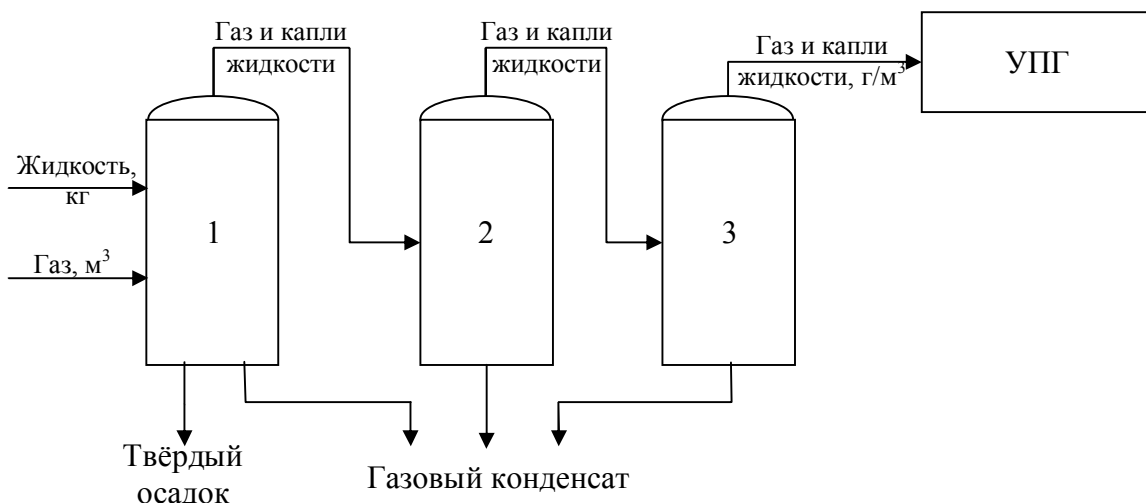 Газ и капли
жидкости
Газ и капли
жидкости
Газ и капли
жидкости, г/м³
УПГ
Жидкость,
кг
Газ, м³
1
2
3
Твёрдый
осадок
Газовый конденсат